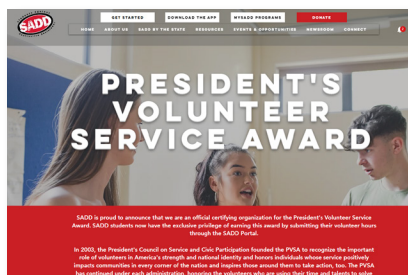 SADD
GET STARTED
DOWNLOAD THE APP
MYSADD PROGRAMS
DONATE
HOME ABOUT US SADD BY THE STATE RESOURCES EVENTS & OPPORTUNITIES NEWSROOM CONNECT
PRESIDENT'S
VOLUNTEER
SERVICE AWARD
SADD is proud to announce that we are an official certifying organization for the President's Volunteer Service
Award. SADD students now have the exclusive privilege of earning this award by submitting their volunteer hours
through the SADD Portal.
In 2003, the President's Council on Service and Civic Participation founded the PVSA to recognize the important
role of volunteers in America's strength and national identity and honors individuals whose service positively
impacts communities in every corner of the nation and inspires those around them to take action, too. The PVSA
has continued under each administration, honoring the volunteers who are using their time and talents to solve